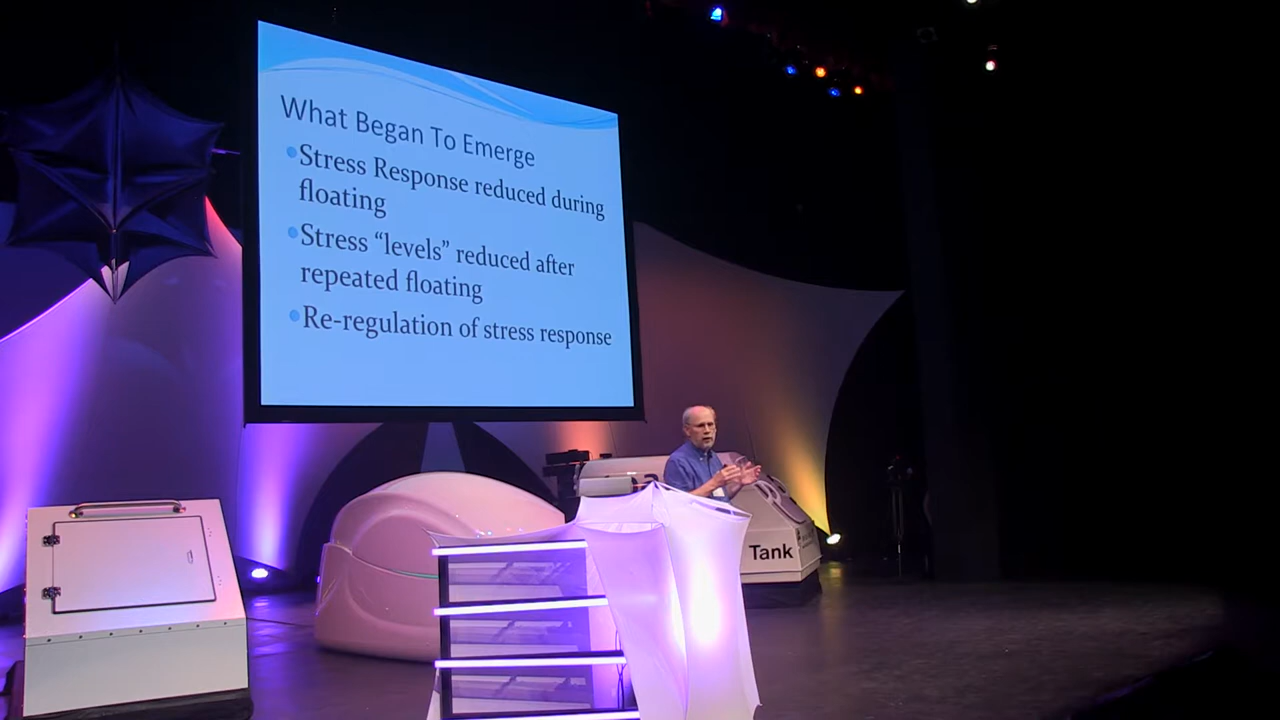 What Began To Emerge
Stress Response reduced during
floating
Stress “levels” reduced after
repeated floating
Re-regulation of stress response
Tank